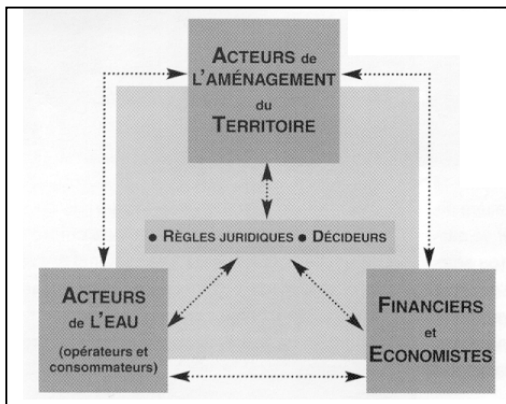 ACTEURS de
L'AMÉNAGEMENT
du
TERRITOIRE
● RÈGLES JURIDIQUES ● DÉCIDEURS
ACTEURS
de L'EAU
(opérateurs et
consommateurs)
FINANCIERS
et
ECONOMISTES